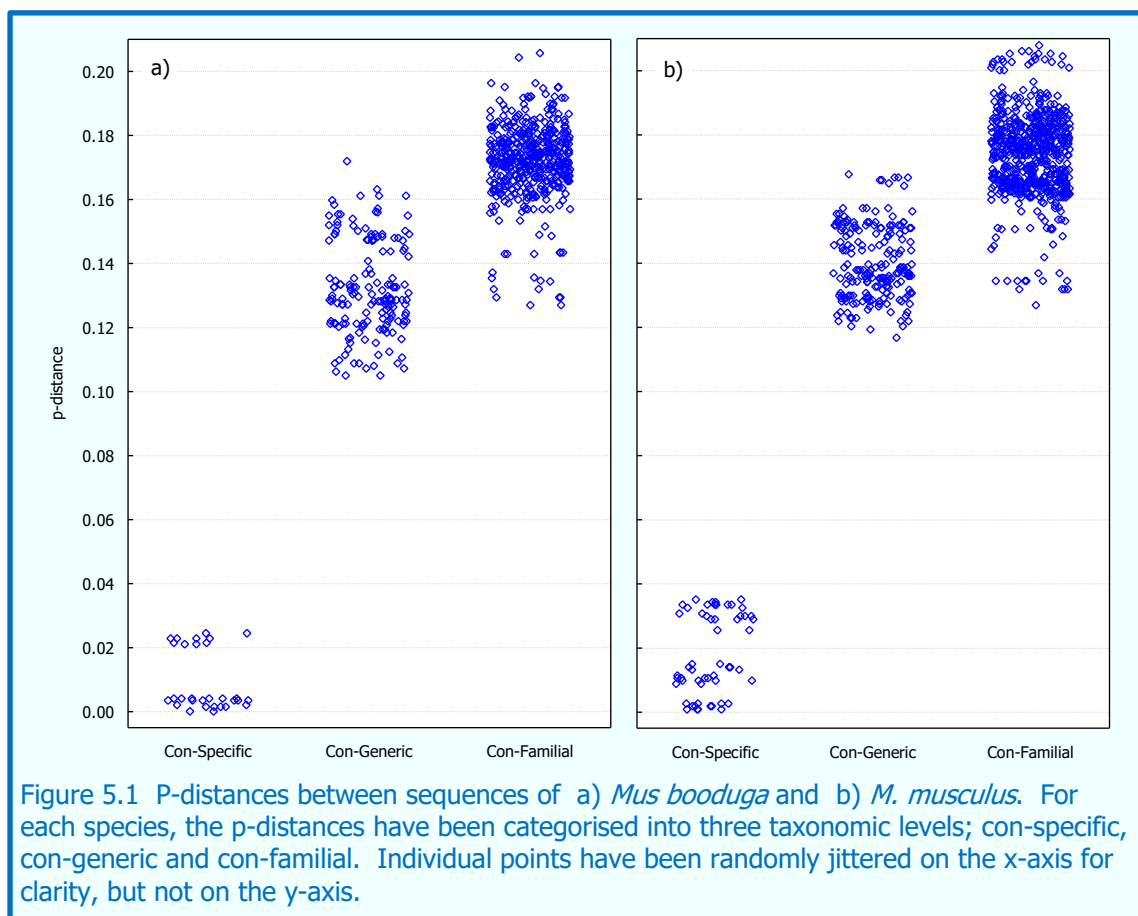 a)
b)
0.20
0.18
0.16
0.14
0.12
0.10
0.08
0.06
0.04
0.02
0.00
p-distance
Con-Specific Con-Generic Con-Familial
Con-Specific Con-Generic Con-Familial
Figure 5.1 P-distances between sequences of a) Mus booduga and b) M. musculus. For
each species, the p-distances have been categorised into three taxonomic levels; con-specific,
con-generic and con-familial. Individual points have been randomly jittered on the x-axis for
clarity, but not on the y-axis.